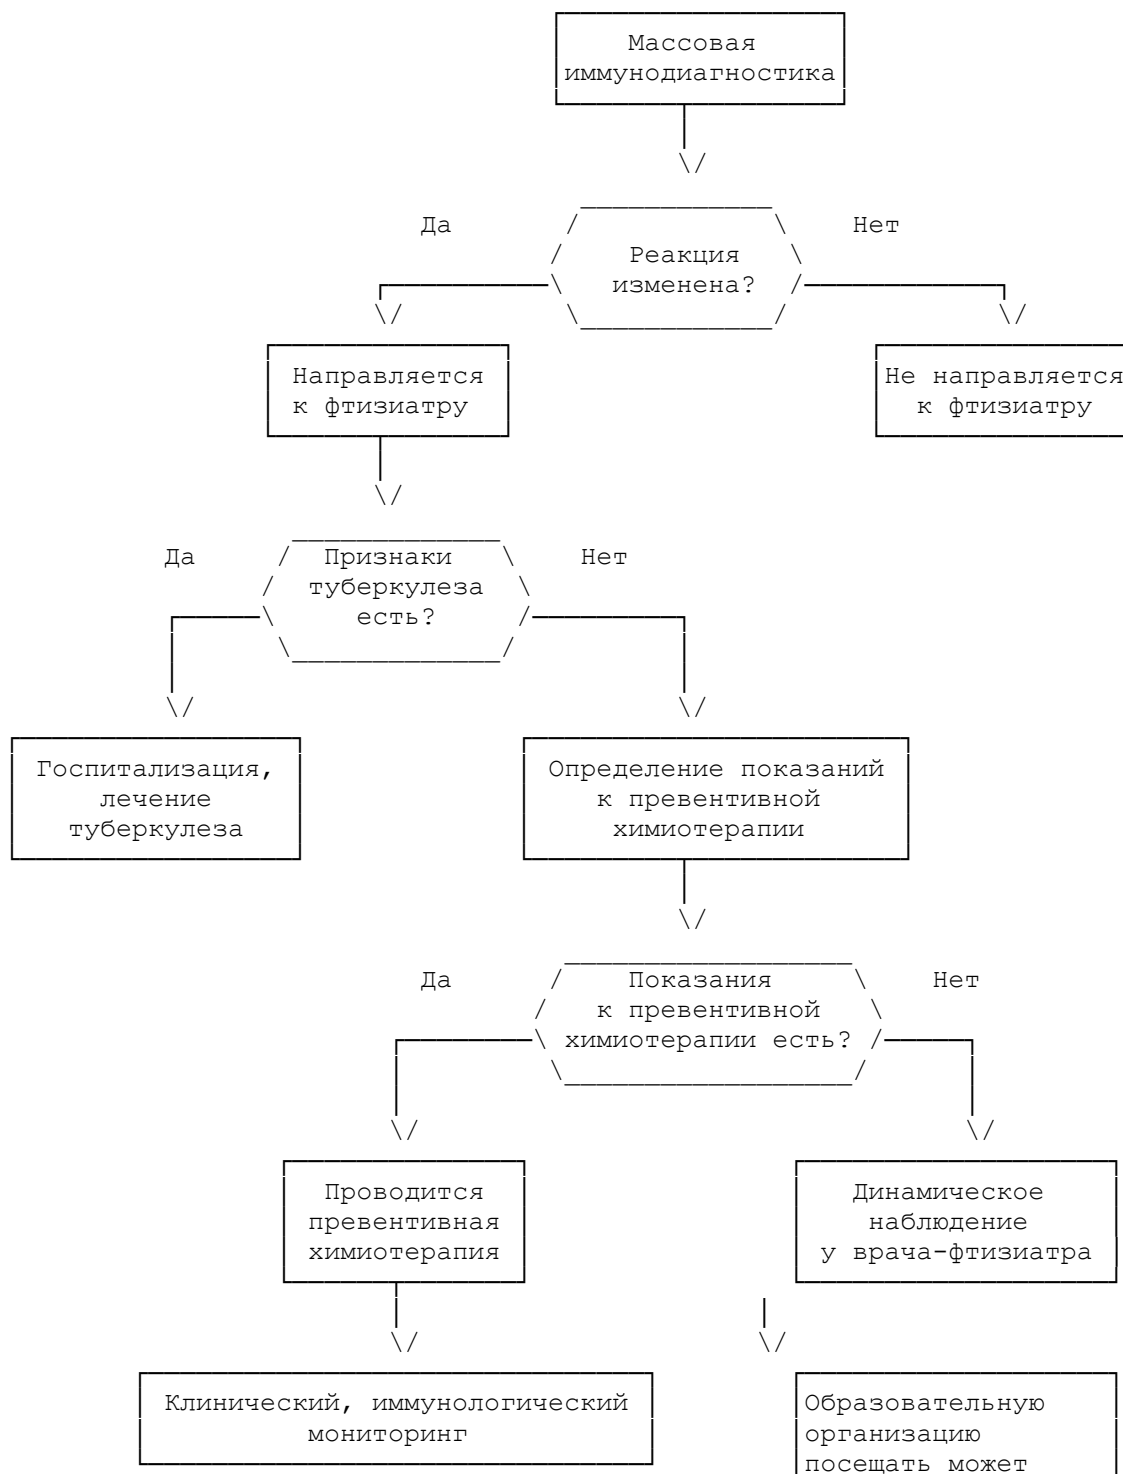 Массовая
иммунодиагностика
Да
Нет
Реакция
изменена?
Направляется
к фтизиатру
Не направляется
к фтизиатру
Да
Признаки
туберкулеза
есть?
Нет
Госпитализация,
лечение
туберкулеза
Определение показаний
к превентивной
химиотерапии
Да
Показания
к превентивной
химиотерапии есть?
Нет
Проводится
превентивная
химиотерапия
Динамическое
наблюдение
у врача-фтизиатра
Клинический, иммунологический
мониторинг
Образовательную
организацию
посещать может